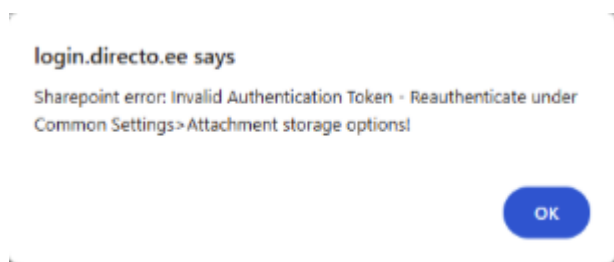 login.directo.ee says
Sharepoint error: Invalid Authentication Token - Reauthenticate under
Common Settings>Attachment storage options!
OK